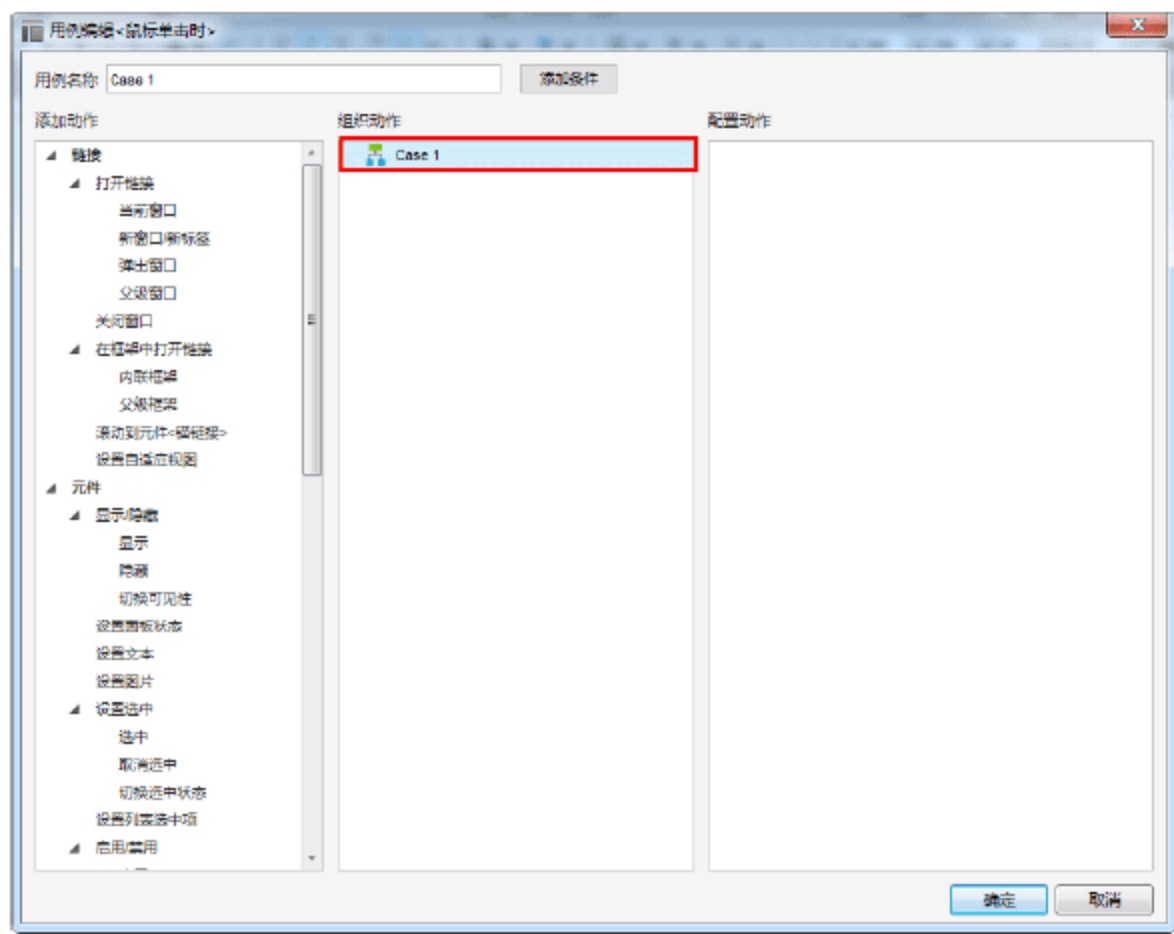 用例编辑<鼠标单击时>
用例名称 Case 1 添加条件
添加动作 组织动作 配置动作
链接 Case 1
打开链接
当前窗口
新窗口/新标签
弹出窗口
父级窗口
关闭窗口
在框架中打开链接
内联框架
父级框架
滚动到元件<锚链接>
设置自适应视图
元件
显示/隐藏
显示
隐藏
切换可见性
设置面板状态
设置文本
设置图片
设置选中
选中
取消选中
切换选中状态
设置列表选中项
启用/禁用
确定 取消